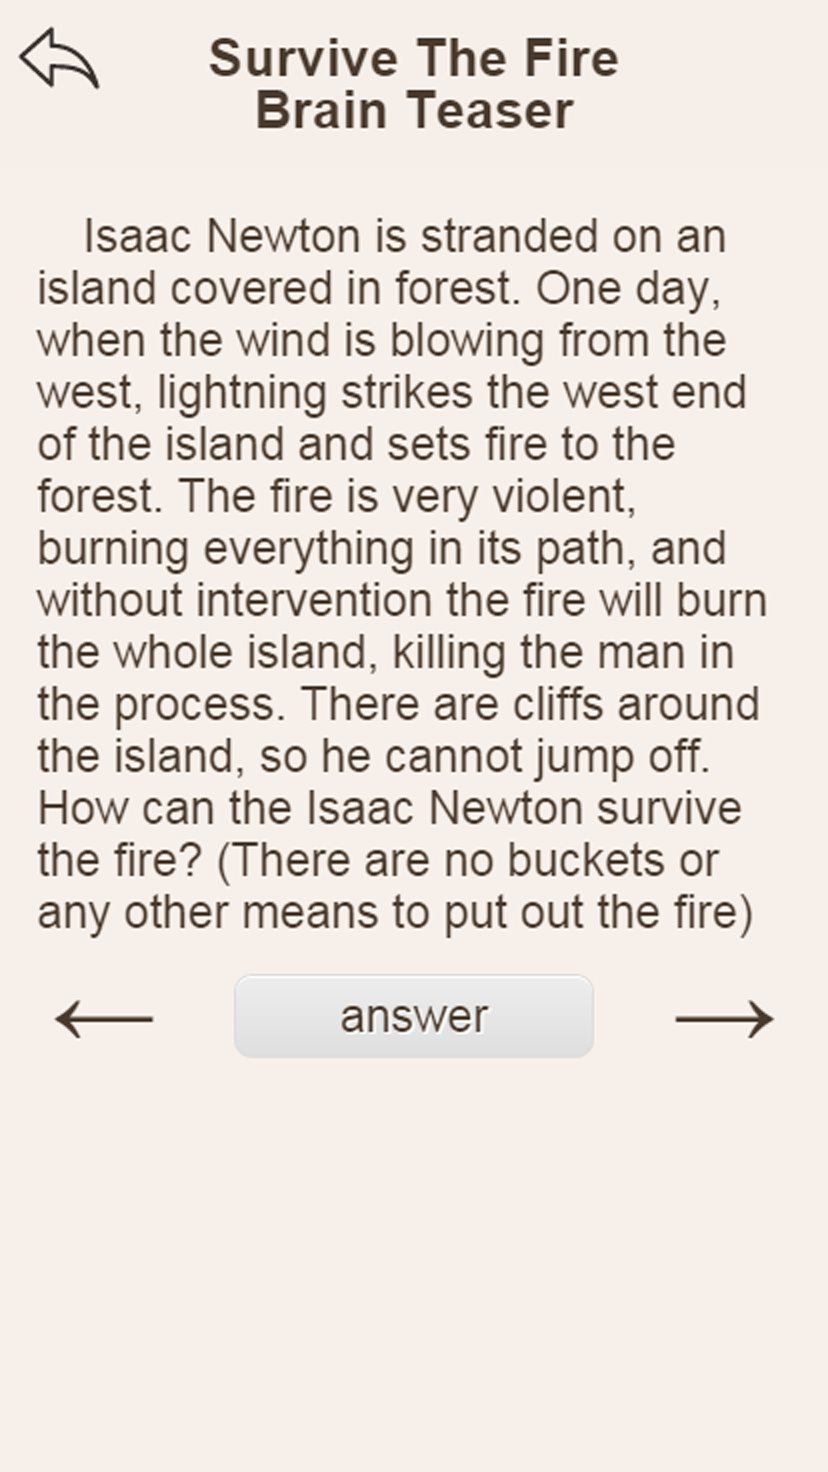 Survive The Fire
Brain Teaser
Isaac Newton is stranded on an
island covered in forest. One day,
when the wind is blowing from the
west, lightning strikes the west end
of the island and sets fire to the
forest. The fire is very violent,
burning everything in its path, and
without intervention the fire will burn
the whole island, killing the man in
the process. There are cliffs around
the island, so he cannot jump off.
How can the Isaac Newton survive
the fire? (There are no buckets or
any other means to put out the fire)
answer